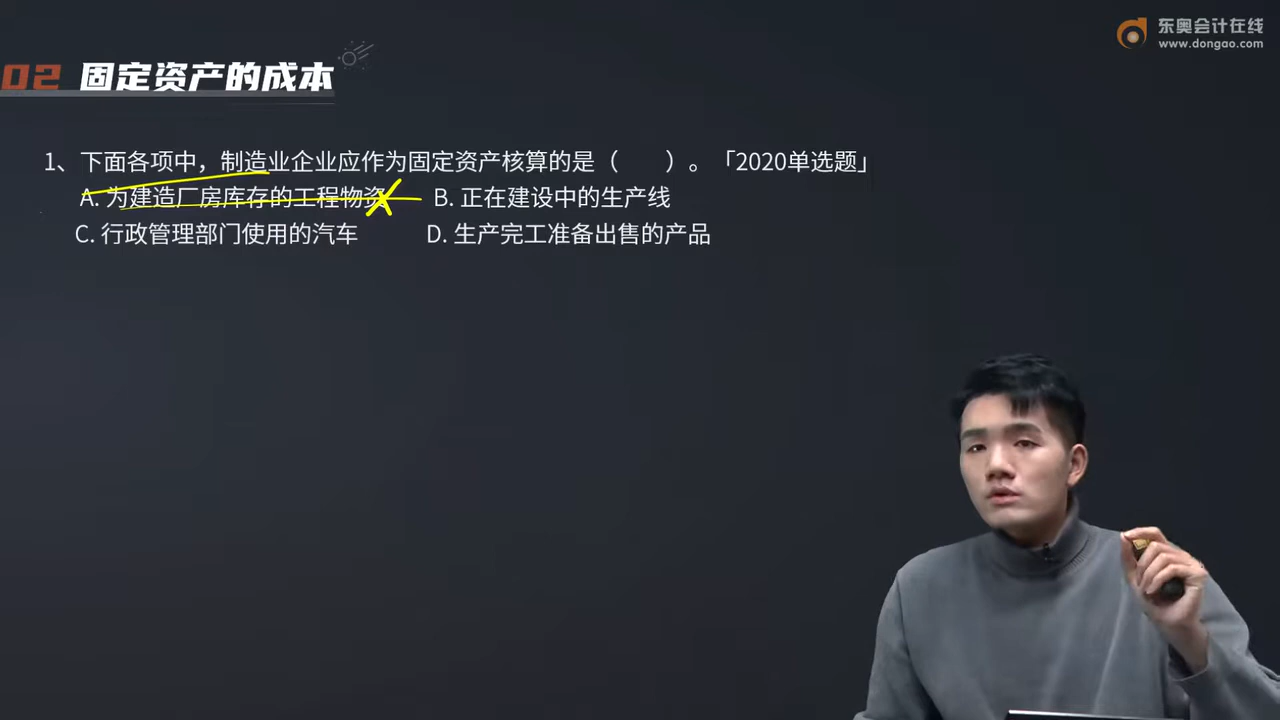 东奥会计在线
www.dongao.com
02 固定资产的成本
1、下面各项中，制造业企业应作为固定资产核算的是（　　）。「2020单选题」
A. 为建造厂房库存的工程物资 B. 正在建设中的生产线
C. 行政管理部门使用的汽车 D. 生产完工准备出售的产品